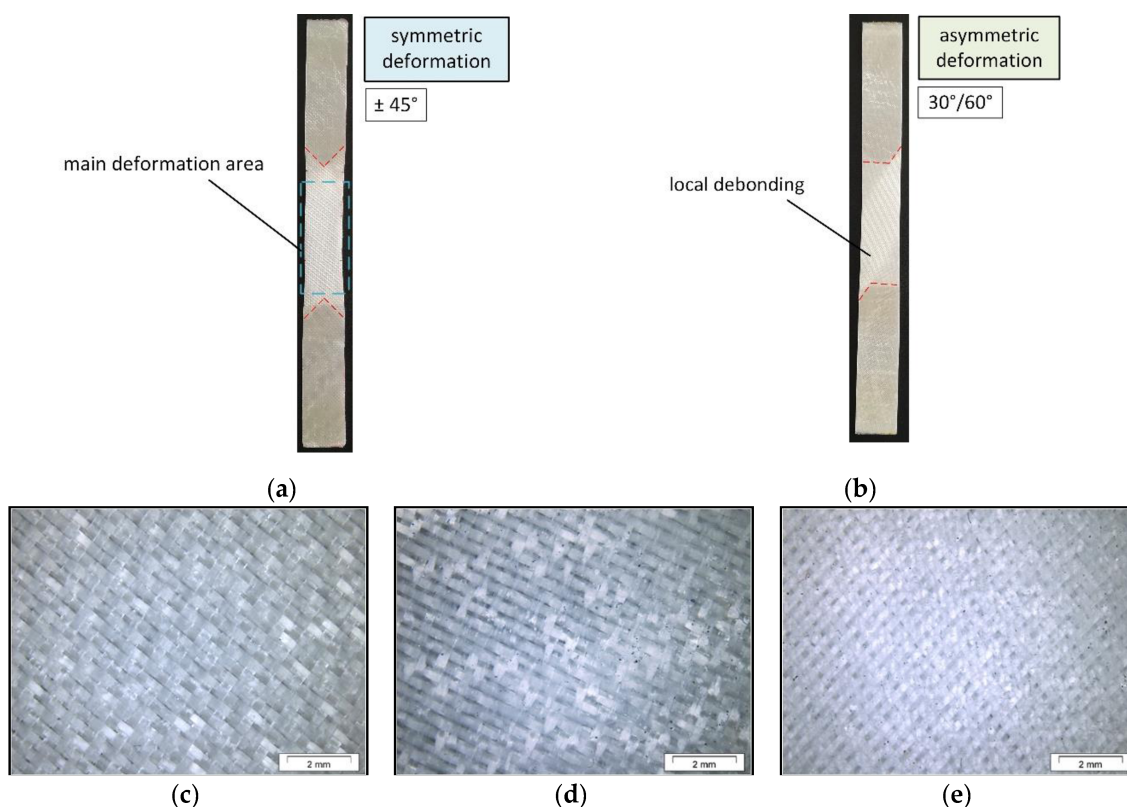 symmetric
deformation
± 45°
main deformation area
asymmetric
deformation
30°/60°
local debonding
(a)
(b)
2 mm
2 mm
2 mm
(c)
(d)
(e)